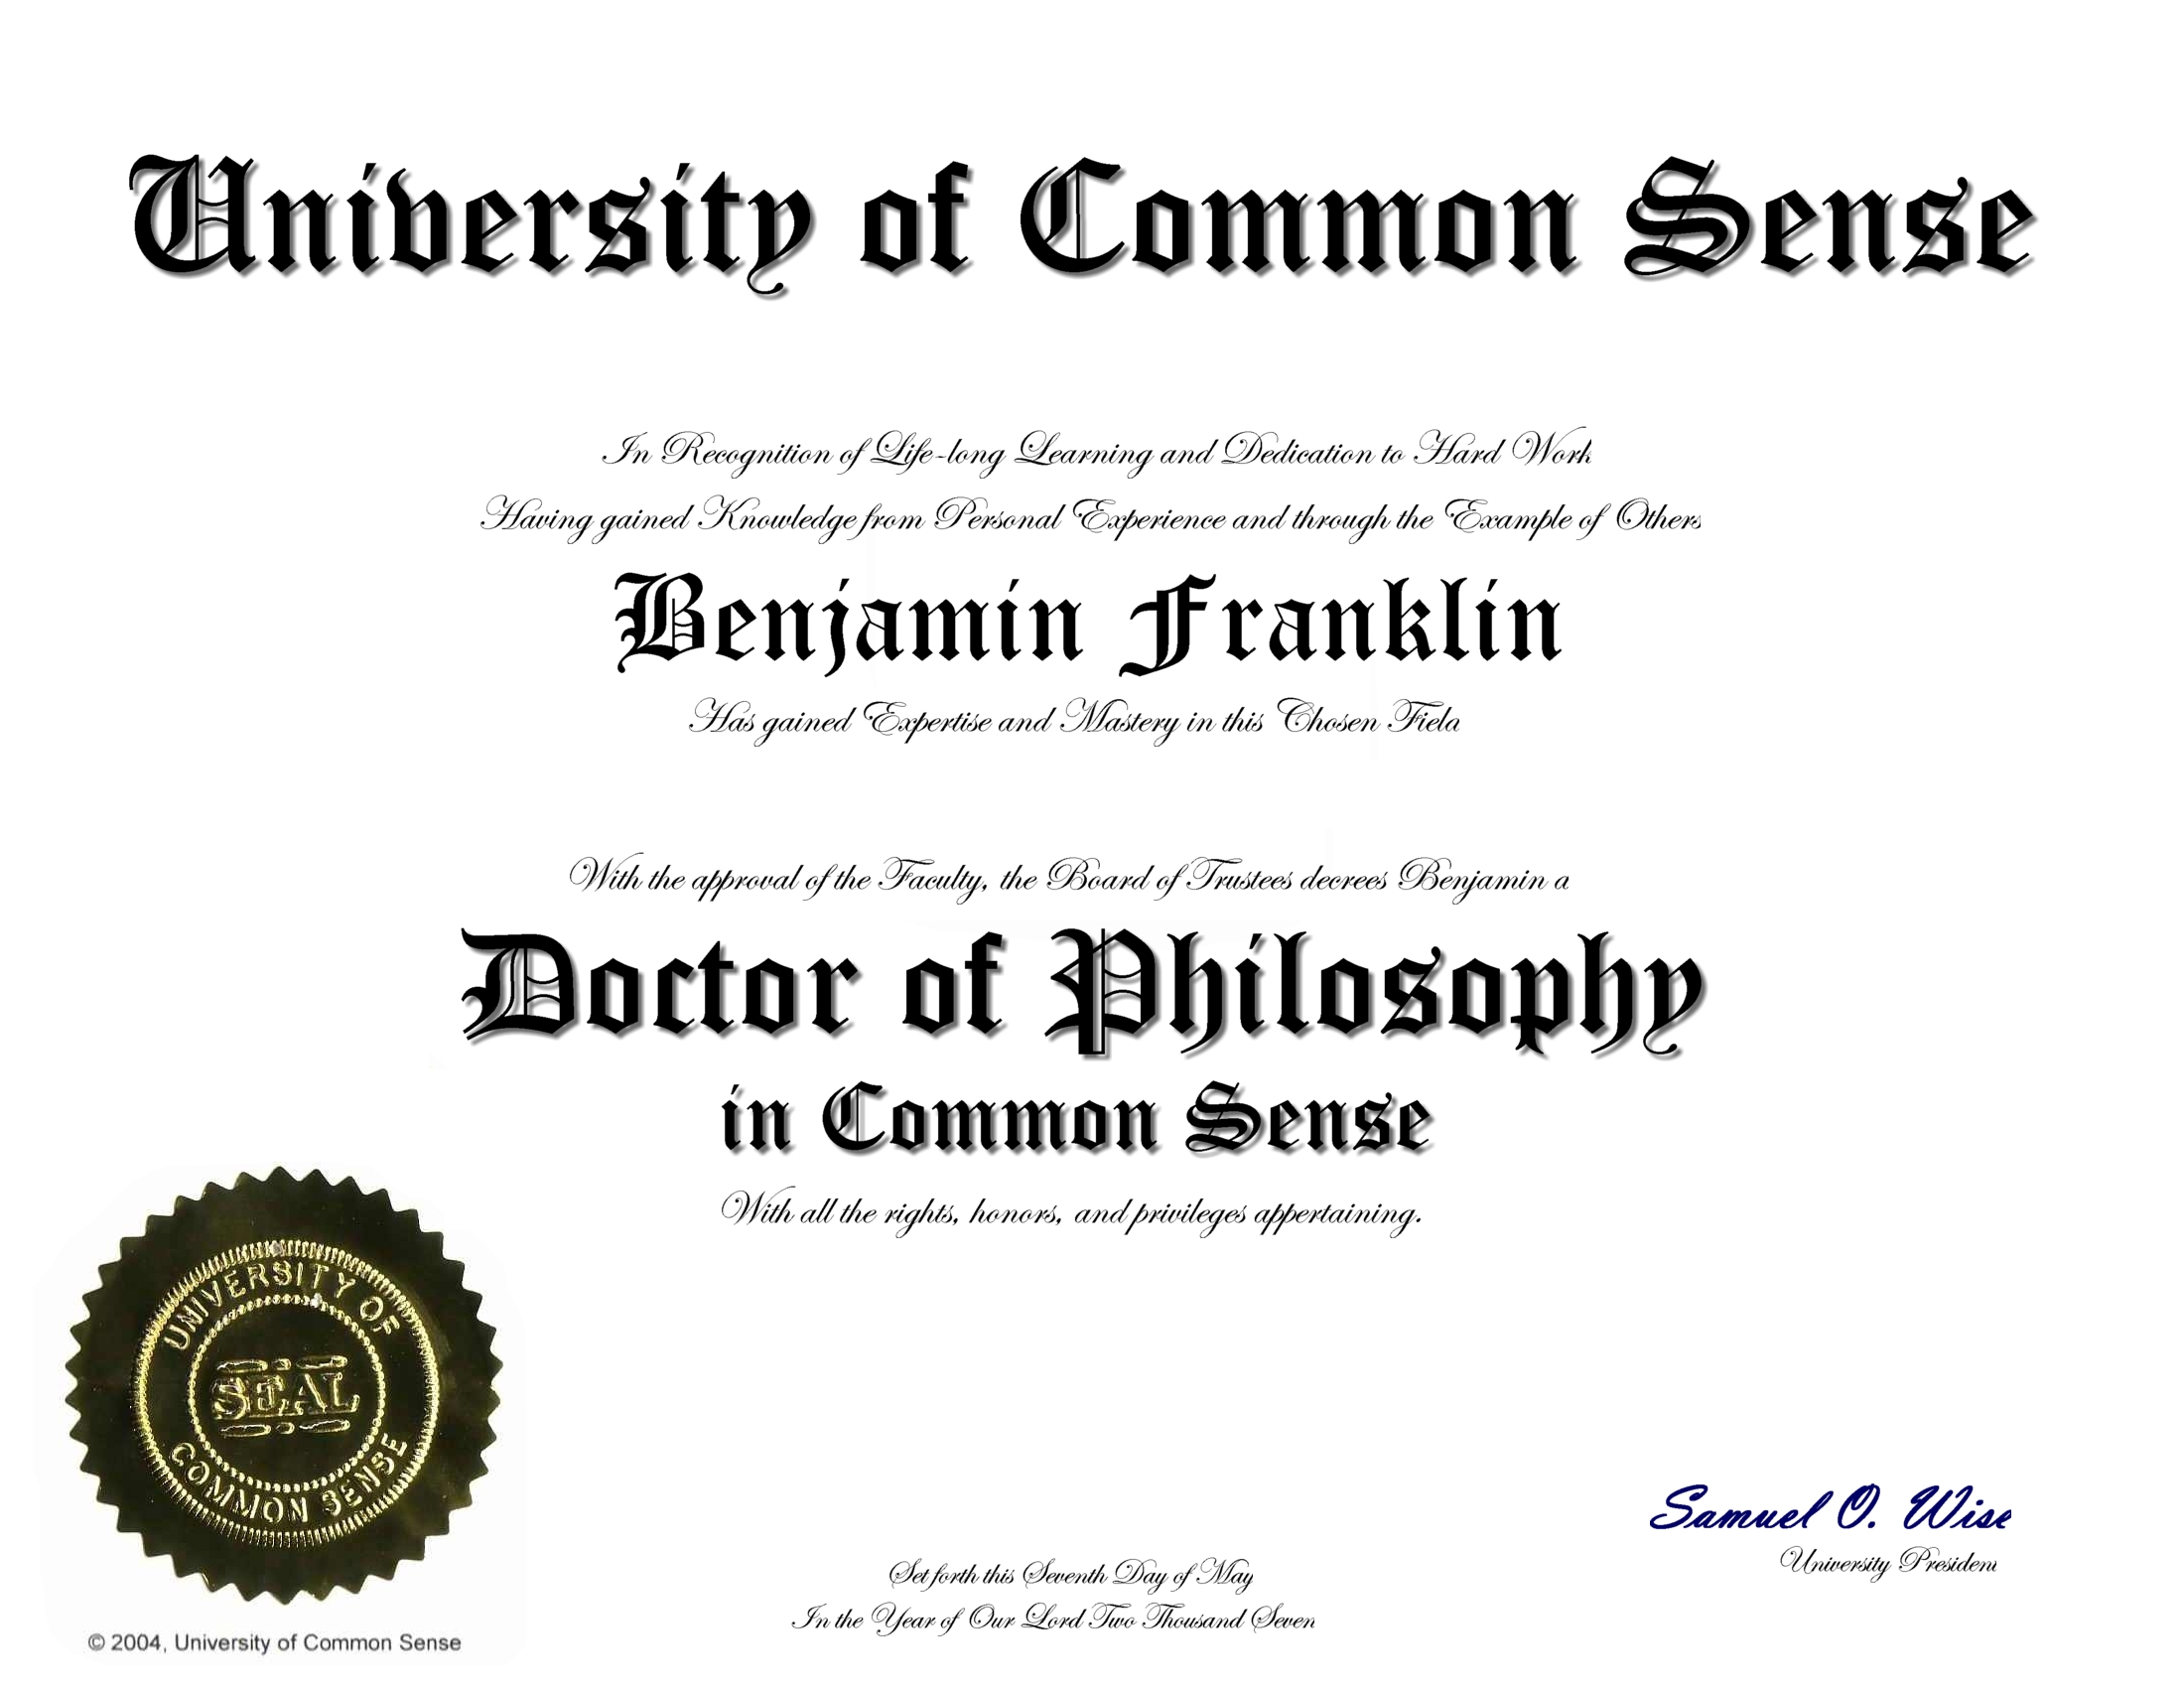 University of Common Sense
In Recognition of Life-long Learning and Dedication to Hard Work
Having gained Knowledge from Personal Experience and through the Example of Others
Benjamin Franklin
Has gained Expertise and Mastery in this Chosen Field
With the approval of the Faculty, the Board of Trustees decrees Benjamin a
Doctor of Philosophy
in Common Sense
With all the rights, honors, and privileges appertaining.
UNIVERSITY OF
SEAL
COMMON SENSE
Samuel O. Wise
University President
Set forth this Seventh Day of May
In the Year of Our Lord Two Thousand Seven
© 2004, University of Common Sense